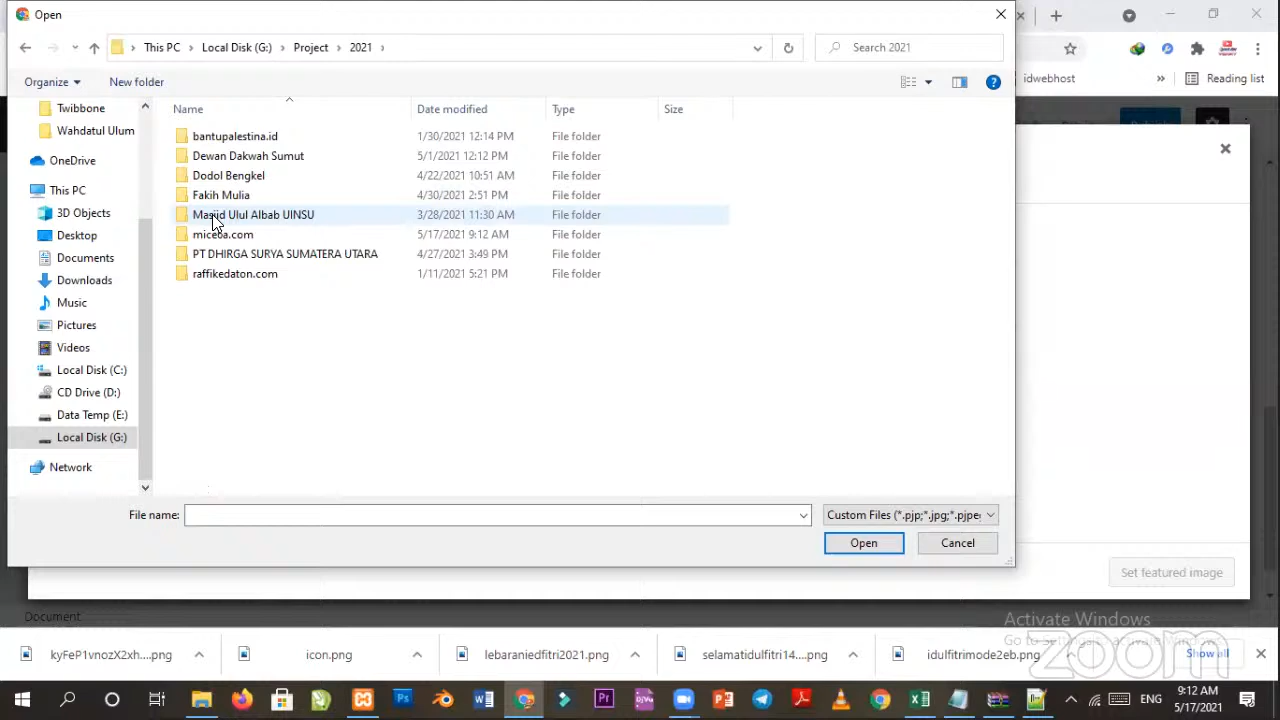 Open
This PC › Local Disk (G:) › Project › 2021 ›
Search 2021
idwebhost
»
Reading list
Organize
New folder
Name
Date modified
Type
Size
Twibbone
Wahdatul Ulum
OneDrive
This PC
3D Objects
Desktop
Documents
Downloads
Music
Pictures
Videos
Local Disk (C:)
CD Drive (D:)
Data Temp (E:)
Local Disk (G:)
Network
bantupalestina.id 1/30/2021 12:14 PM File folder
Dewan Dakwah Sumut 5/1/2021 12:12 PM File folder
Dodol Bengkel 4/22/2021 10:51 AM File folder
Fakih Mulia 4/30/2021 2:51 PM File folder
Masjid Ulul Albab UINSU 3/28/2021 11:30 AM File folder
5/17/2021 9:12 AM File folder
PT DHIRGA SURYA SUMATERA UTARA 4/27/2021 3:49 PM File folder
raffikedaton.com 1/11/2021 5:21 PM File folder
File name:
Custom Files (*.pjp;*.jpg;*.pjpe
Open
Cancel
Set featured image
Document
Activate Windows
zoom
kyFeP1vnozX2xh....png
icon.png
lebaraniedfitri2021.png
selamatidulfitri14....png
idulfitrimode2eb.png
Show all
ENG
9:12 AM
5/17/2021